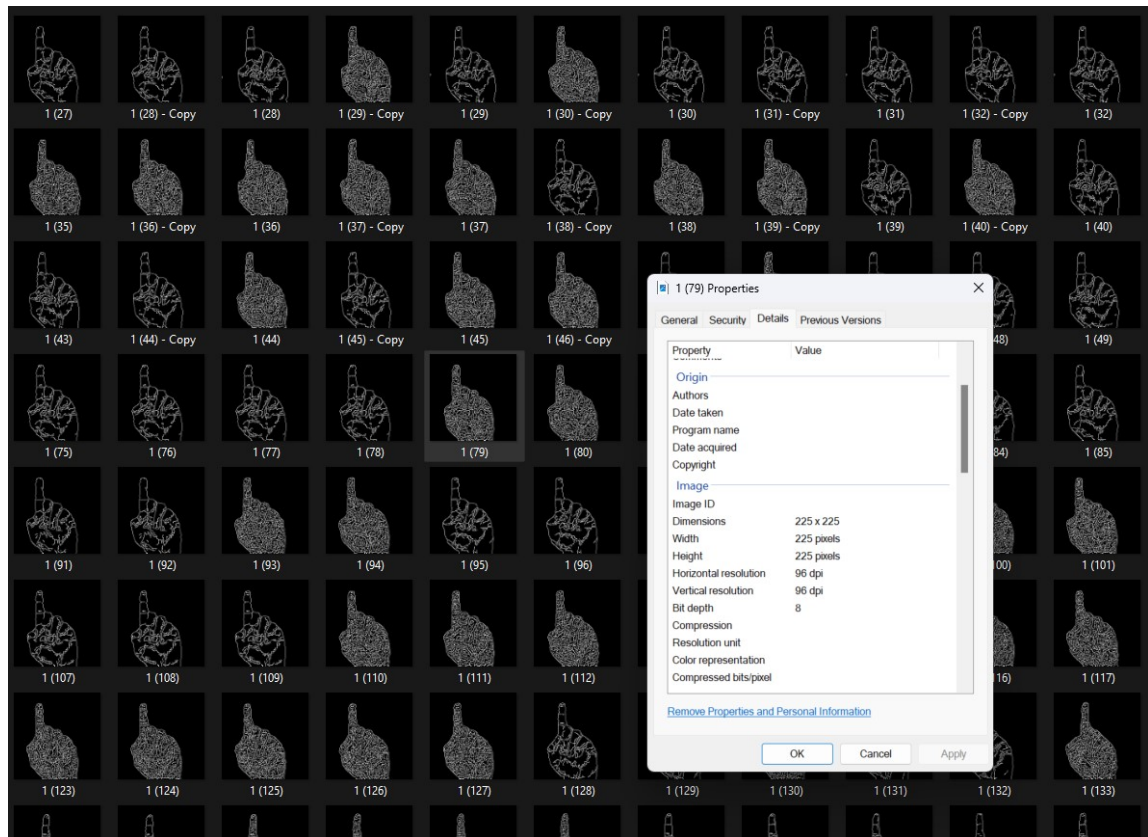 1 (27) 1 (28) - Copy 1 (28) 1 (29) - Copy 1 (29) 1 (30) - Copy 1 (30) 1 (31) - Copy 1 (31) 1 (32) - Copy 1 (32)
1 (35) 1 (36) - Copy 1 (36) 1 (37) - Copy 1 (37) 1 (38) - Copy 1 (38) 1 (39) - Copy 1 (39) 1 (40) - Copy 1 (40)
1 (43) 1 (44) - Copy 1 (44) 1 (45) - Copy 1 (45) 1 (46) - Copy 48) 1 (49)
1 (75) 1 (76) 1 (77) 1 (78) 1 (79) 1 (80) 84) 1 (85)
1 (91) 1 (92) 1 (93) 1 (94) 1 (95) 1 (96) 100) 1 (101)
1 (107) 1 (108) 1 (109) 1 (110) 1 (111) 1 (112) 116) 1 (117)
1 (123) 1 (124) 1 (125) 1 (126) 1 (127) 1 (128) 1 (129) 1 (130) 1 (131) 1 (132) 1 (133)
1 (79) Properties
General Security Details Previous Versions
Property Value
Origin
Authors
Date taken
Program name
Date acquired
Copyright
Image
Image ID
Dimensions 225 x 225
Width 225 pixels
Height 225 pixels
Horizontal resolution 96 dpi
Vertical resolution 96 dpi
Bit depth 8
Compression
Resolution unit
Color representation
Compressed bits/pixel
Remove Properties and Personal Information
OK Cancel Apply